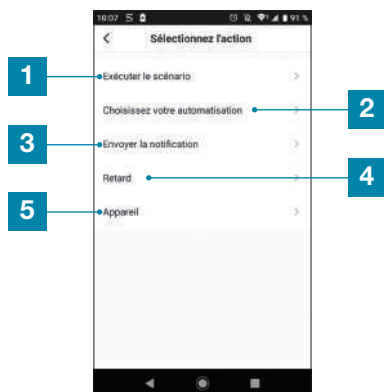 16:07 91 %
Sélectionnez l'action
1 Exécuter le scénario
Choisissez votre automatisation 2
3 Envoyer la notification
Retard 4
5 Appareil